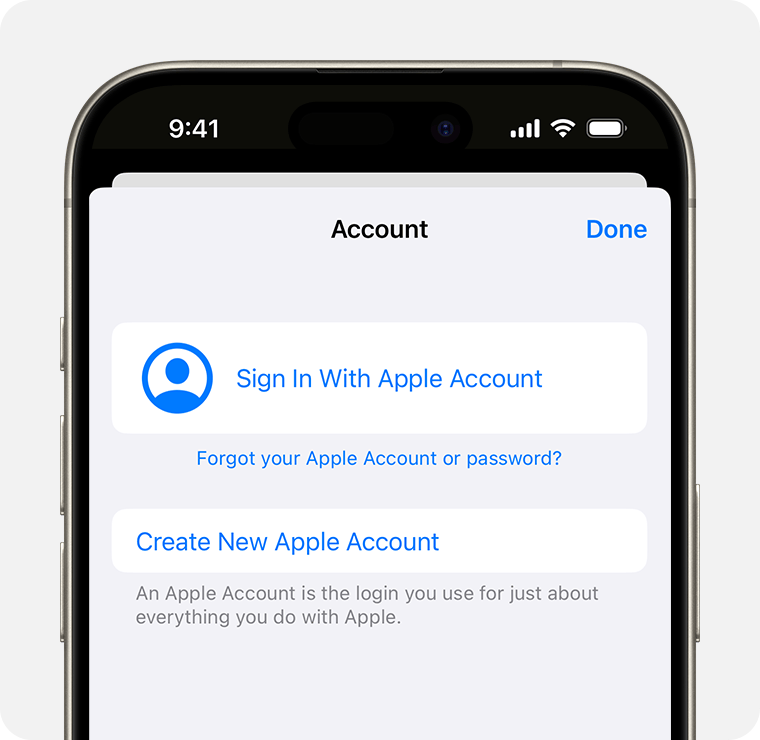 9:41
Account
Done
Sign In With Apple Account
Forgot your Apple Account or password?
Create New Apple Account
An Apple Account is the login you use for just about
everything you do with Apple.